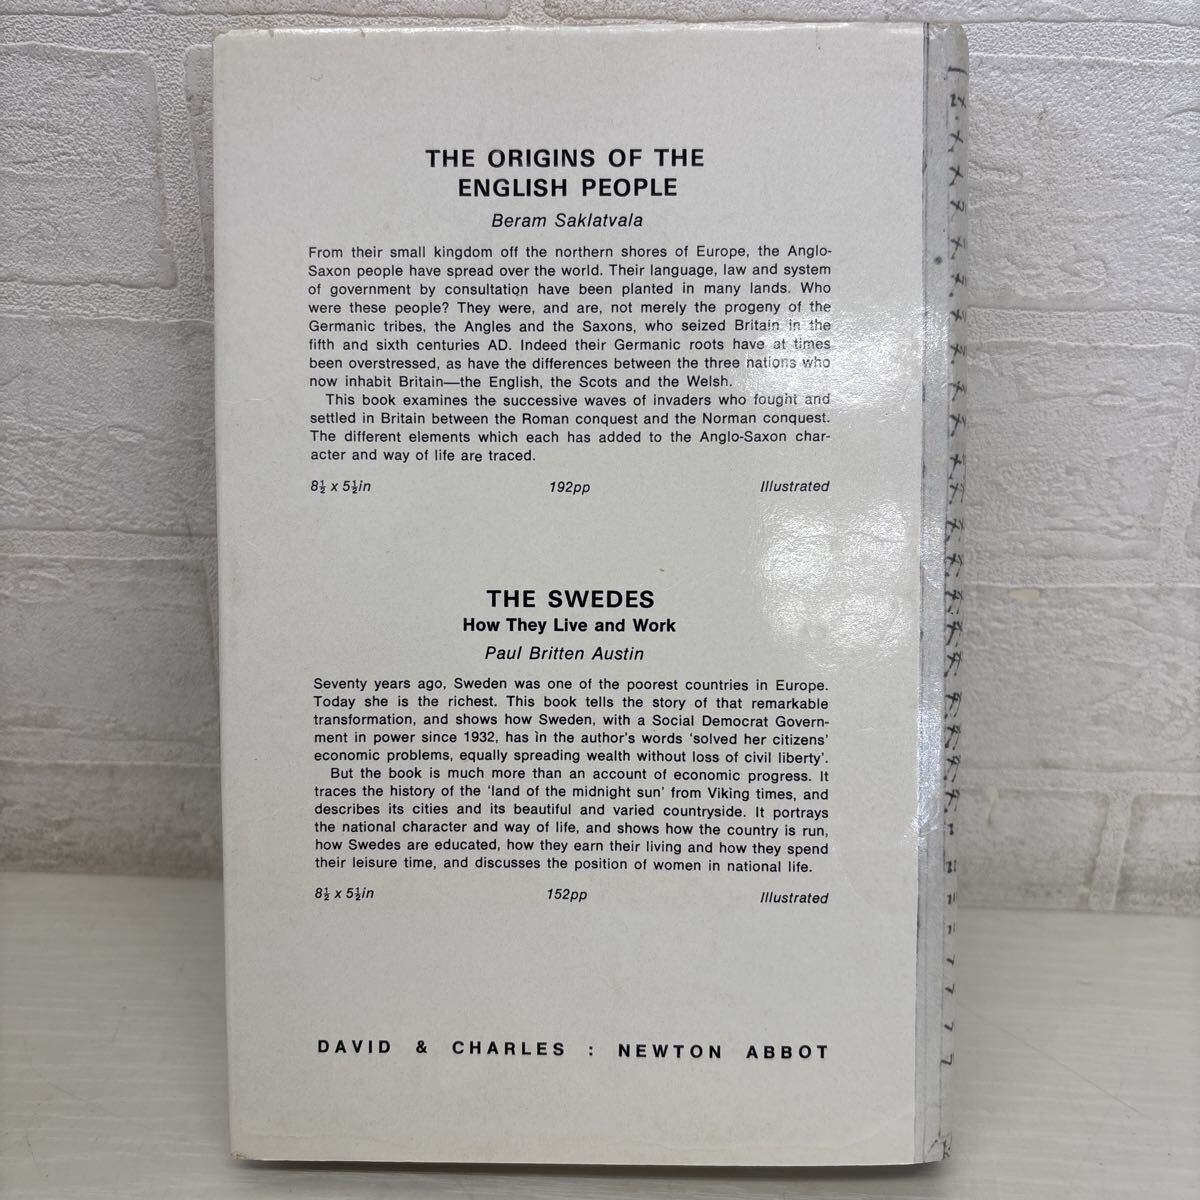 THE ORIGINS OF THE
ENGLISH PEOPLE
Beram Saklatvala
From their small kingdom off the northern shores of Europe, the Anglo-
Saxon people have spread over the world. Their language, law and system
of government by consultation have been planted in many lands. Who
were these people? They were, and are, not merely the progeny of the
Germanic tribes, the Angles and the Saxons, who seized Britain in the
fifth and sixth centuries AD. Indeed their Germanic roots have at times
been overstressed, as have the differences between the three nations who
now inhabit Britain—the English, the Scots and the Welsh.
This book examines the successive waves of invaders who fought and
settled in Britain between the Roman conquest and the Norman conquest.
The different elements which each has added to the Anglo-Saxon char-
acter and way of life are traced.
8½ x 5½in 192pp Illustrated
THE SWEDES
How They Live and Work
Paul Britten Austin
Seventy years ago, Sweden was one of the poorest countries in Europe.
Today she is the richest. This book tells the story of that remarkable
transformation, and shows how Sweden, with a Social Democrat Govern-
ment in power since 1932, has in the author's words 'solved her citizens'
economic problems, equally spreading wealth without loss of civil liberty'.
But the book is much more than an account of economic progress. It
traces the history of the 'land of the midnight sun' from Viking times, and
describes its cities and its beautiful and varied countryside. It portrays
the national character and way of life, and shows how the country is run,
how Swedes are educated, how they earn their living and how they spend
their leisure time, and discusses the position of women in national life.
8½ x 5½in 152pp Illustrated
DAVID & CHARLES : NEWTON ABBOT